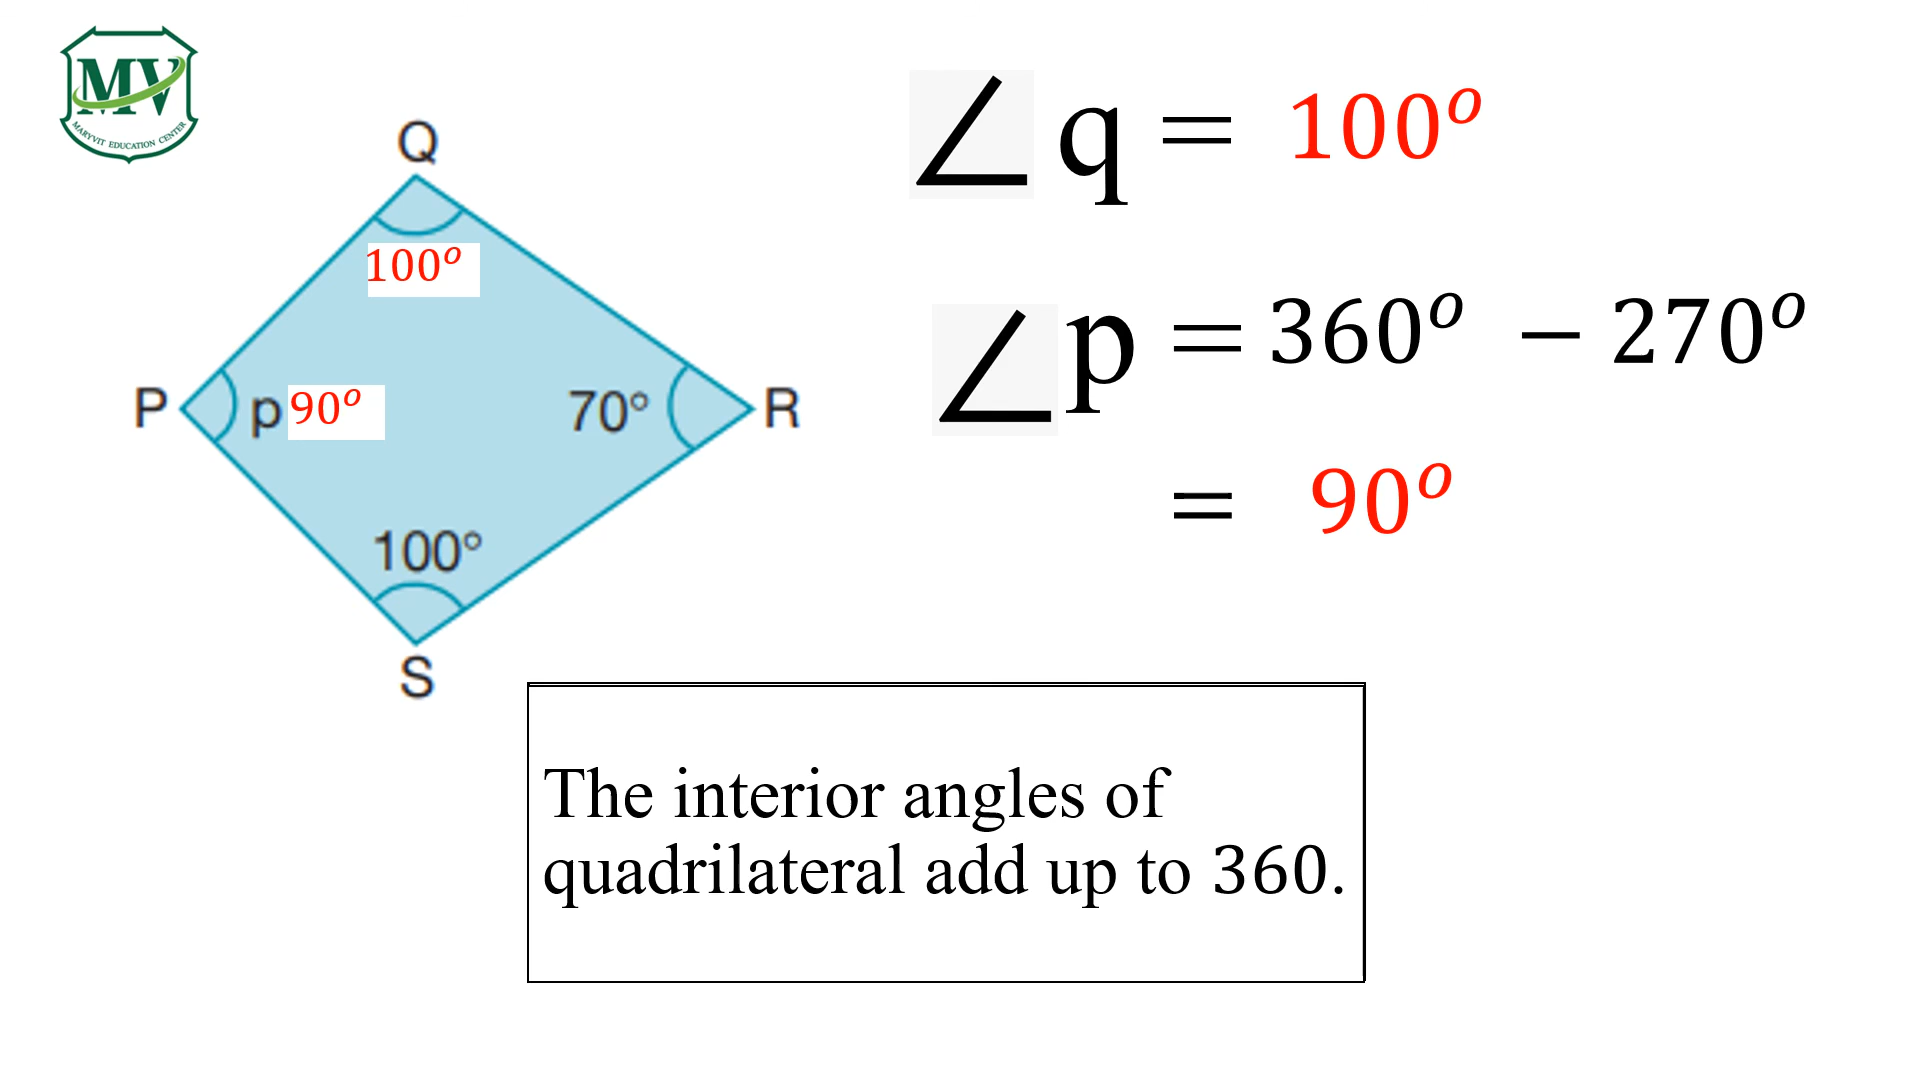 MV
MARYVIT EDUCATION CENTER
Q
100°
P
p 90°
70°
R
100°
S
∠q = 100°
∠p = 360° − 270°
= 90°
The interior angles of
quadrilateral add up to 360.